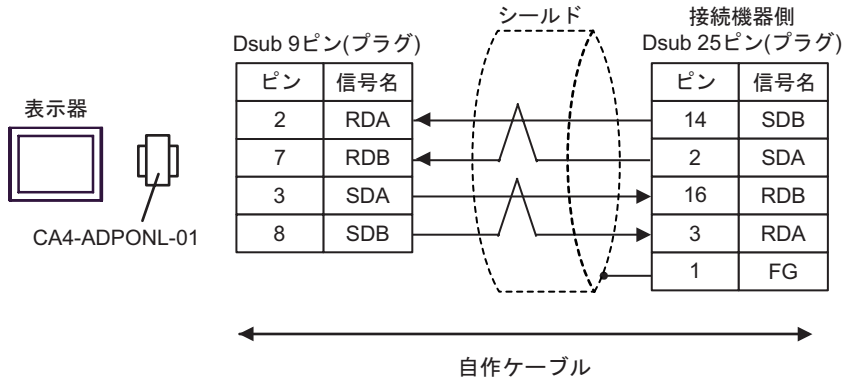 シールド
接続機器側
Dsub 9ピン(プラグ)
Dsub 25ピン(プラグ)
ピン 信号名
ピン 信号名
表示器
2 RDA
14 SDB
7 RDB
2 SDA
3 SDA
16 RDB
CA4-ADPONL-01
8 SDB
3 RDA
1 FG
自作ケーブル